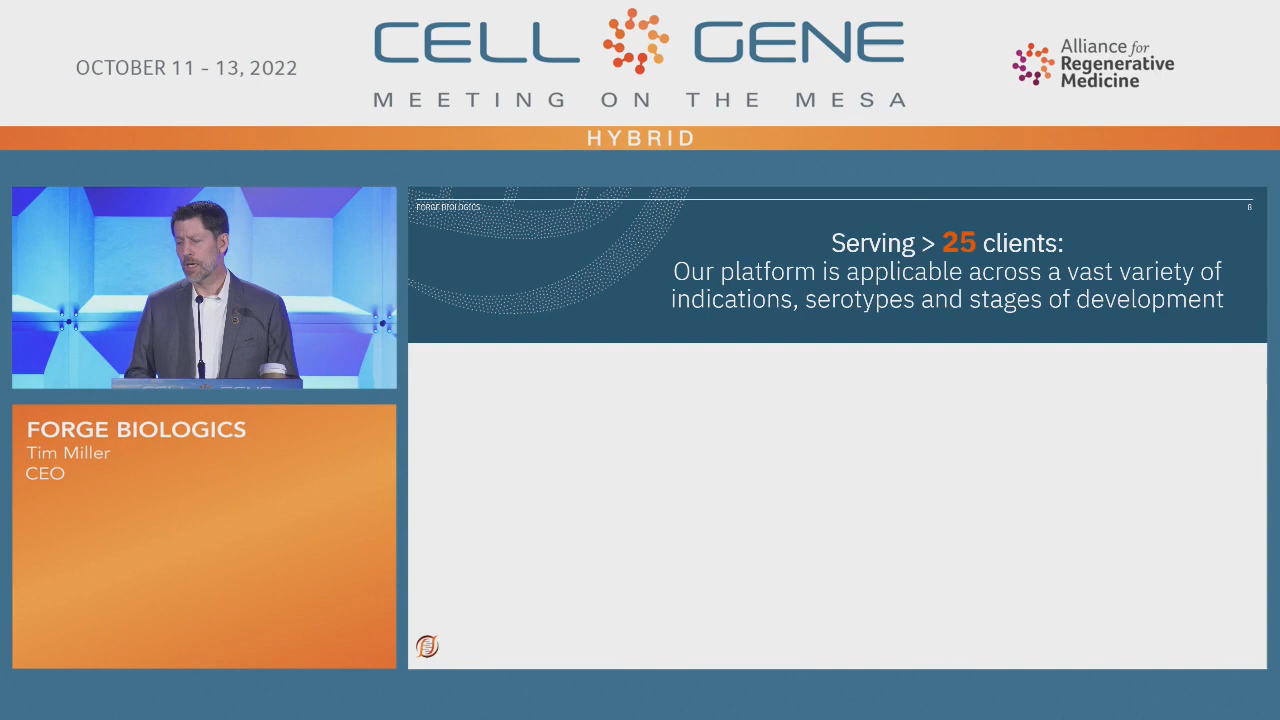 OCTOBER 11 - 13, 2022
CELL GENE
MEETING ON THE MESA
Alliance for
Regenerative
Medicine
HYBRID
FORGE BIOLOGICS
Tim Miller
CEO
FORGE BIOLOGICS
8
Serving > 25 clients:
Our platform is applicable across a vast variety of
indications, serotypes and stages of development